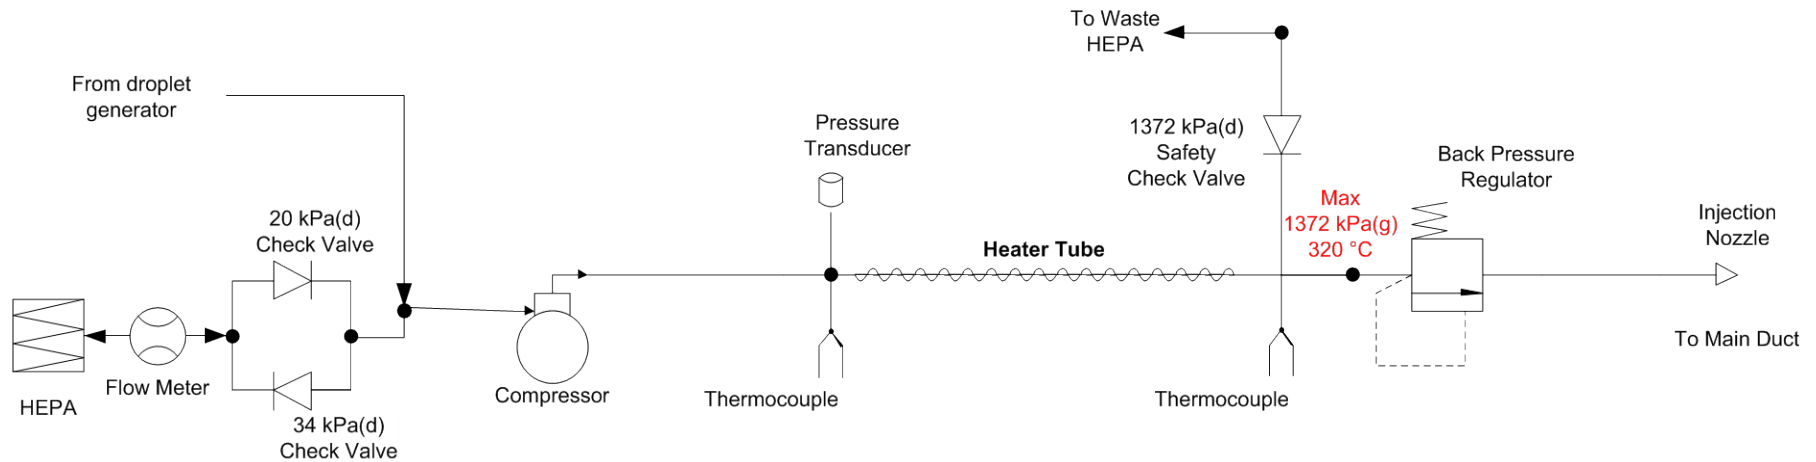 To Waste
HEPA
From droplet
generator
Pressure
Transducer
1372 kPa(d)
Safety
Check Valve
Back Pressure
Regulator
Max
1372 kPa(g)
320 °C
Injection
Nozzle
20 kPa(d)
Check Valve
Heater Tube
To Main Duct
Flow Meter
HEPA
Compressor
Thermocouple
Thermocouple
34 kPa(d)
Check Valve